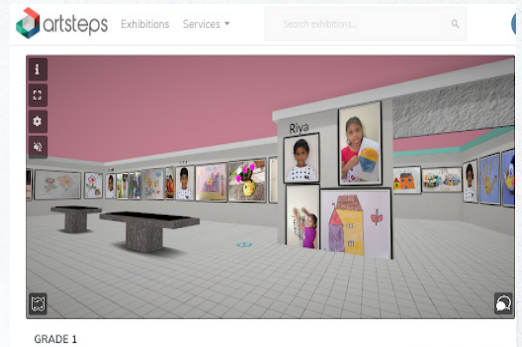 artsteps
Exhibitions
Services
Search exhibitions...
Riya
GRADE 1